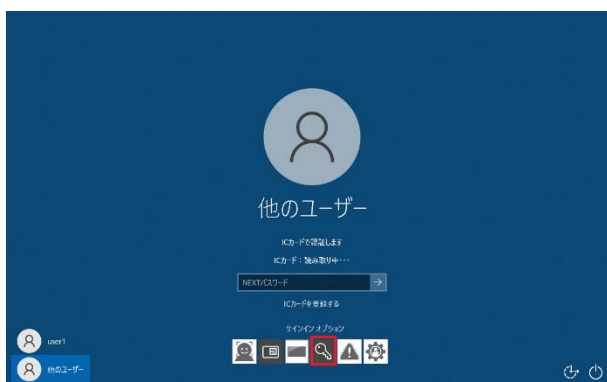 他のユーザー
ICカードで認証します
ICカード：読み取り中・・・
NEXTパスワード
ICカードを登録する
サインイン オプション
user1
他のユーザー